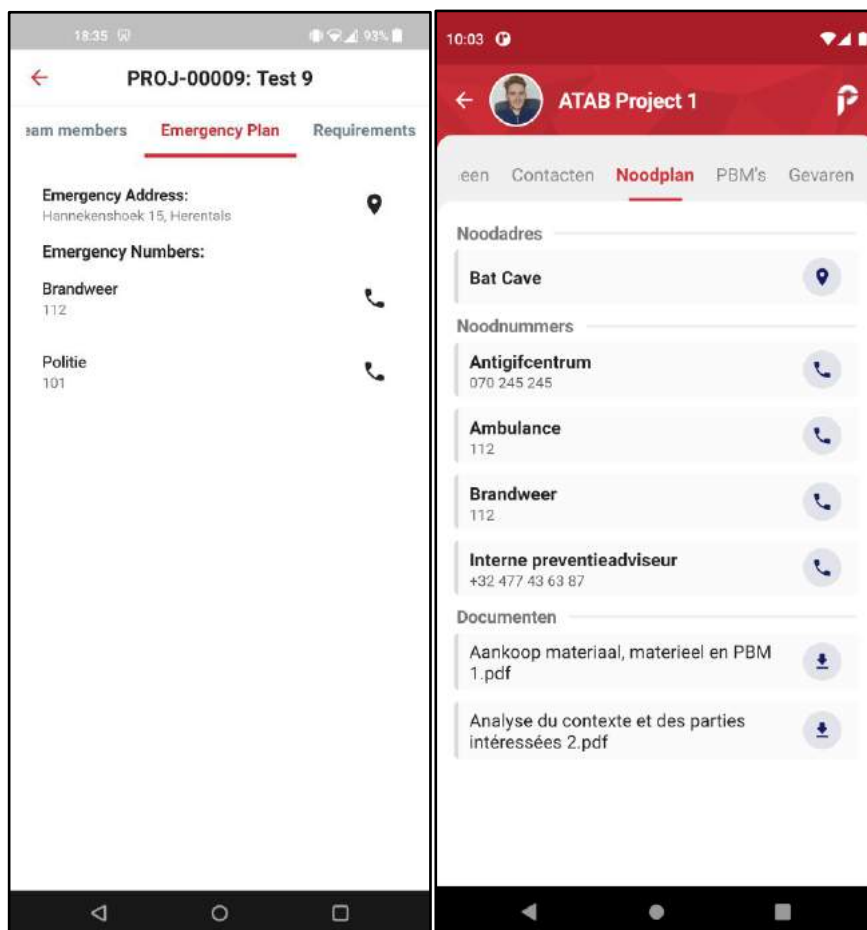 18:35 93%
PROJ-00009: Test 9
eam members Emergency Plan Requirements
Emergency Address:
Hannekenshoek 15, Herentals
Emergency Numbers:
Brandweer
112
Politie
101
10:03
ATAB Project 1
een Contacten Noodplan PBM's Gevaren
Noodadres
Bat Cave
Noodnummers
Antigifcentrum
070 245 245
Ambulance
112
Brandweer
112
Interne preventieadviseur
+32 477 43 63 87
Documenten
Aankoop materiaal, materieel en PBM
1.pdf
Analyse du contexte et des parties
intéressées 2.pdf